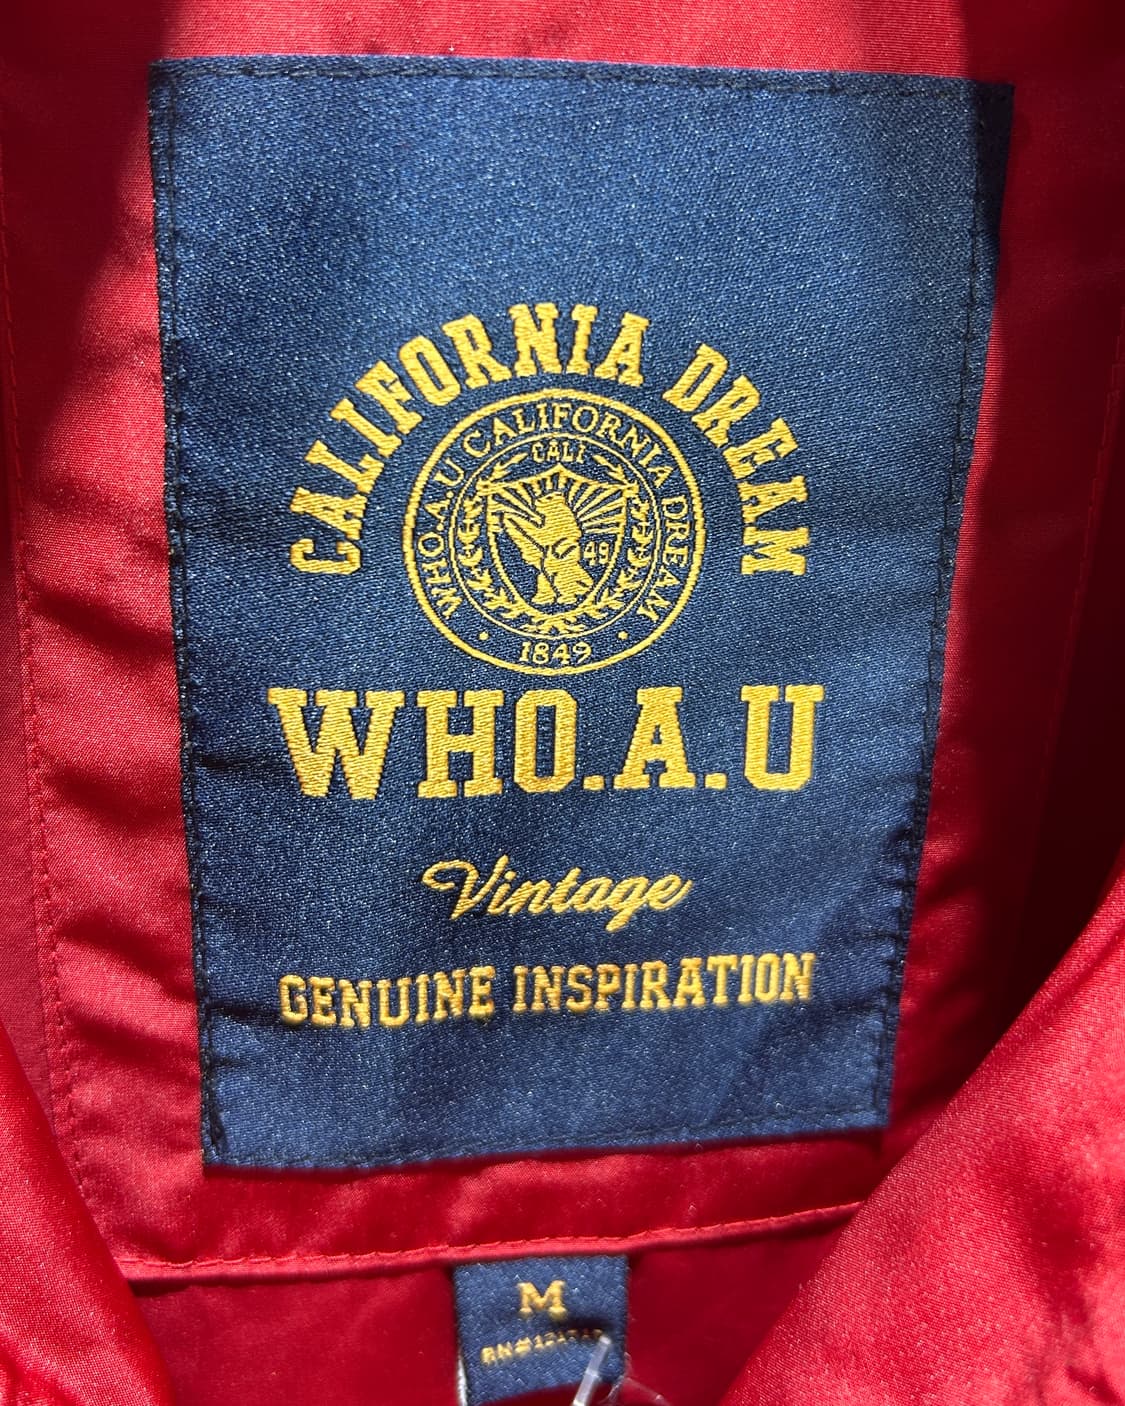 CALIFORNIA DREAM
WHO.A.U CALIFORNIA DREAM
CALI
49
1849
WHO.A.U
Vintage
GENUINE INSPIRATION
M